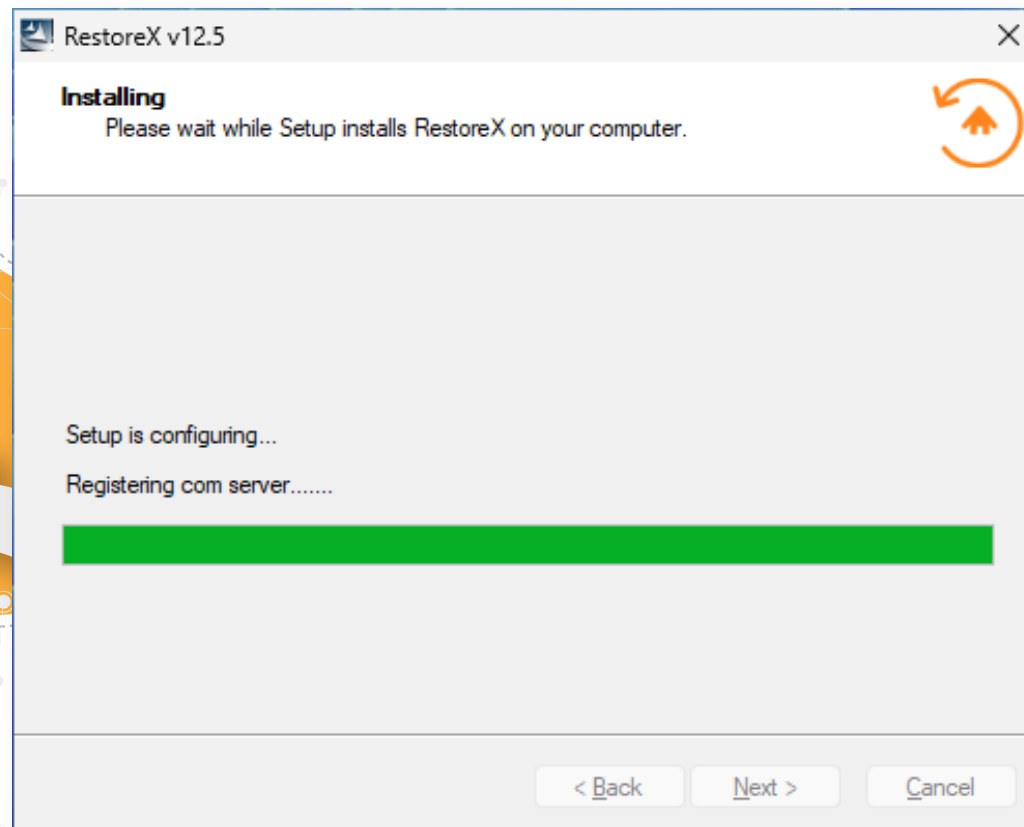 RestoreX v12.5
Installing
Please wait while Setup installs RestoreX on your computer.
Setup is configuring...
Registering com server.......
< Back
Next >
Cancel